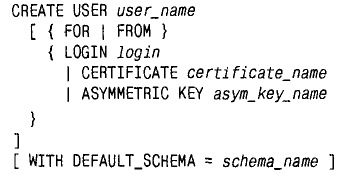 CREATE USER user_name
[ { FOR | FROM }
{ LOGIN login
| CERTIFICATE certificate_name
| ASYMMETRIC KEY asym_key_name
}
]
[ WITH DEFAULT_SCHEMA = schema_name ]